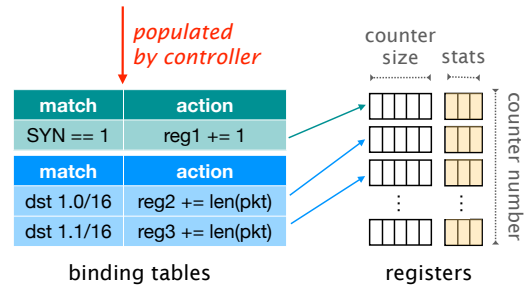 populated
by controller
counter
size
stats
match action
SYN == 1 reg1 += 1
match action
dst 1.0/16 reg2 += len(pkt)
dst 1.1/16 reg3 += len(pkt)
counter number
binding tables
registers